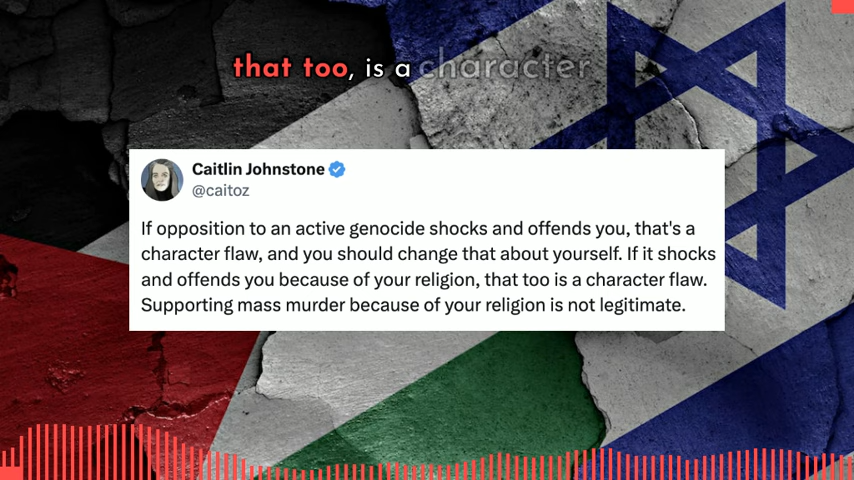 that too, is a character
Caitlin Johnstone
@caitoz
If opposition to an active genocide shocks and offends you, that's a
character flaw, and you should change that about yourself. If it shocks
and offends you because of your religion, that too is a character flaw.
Supporting mass murder because of your religion is not legitimate.